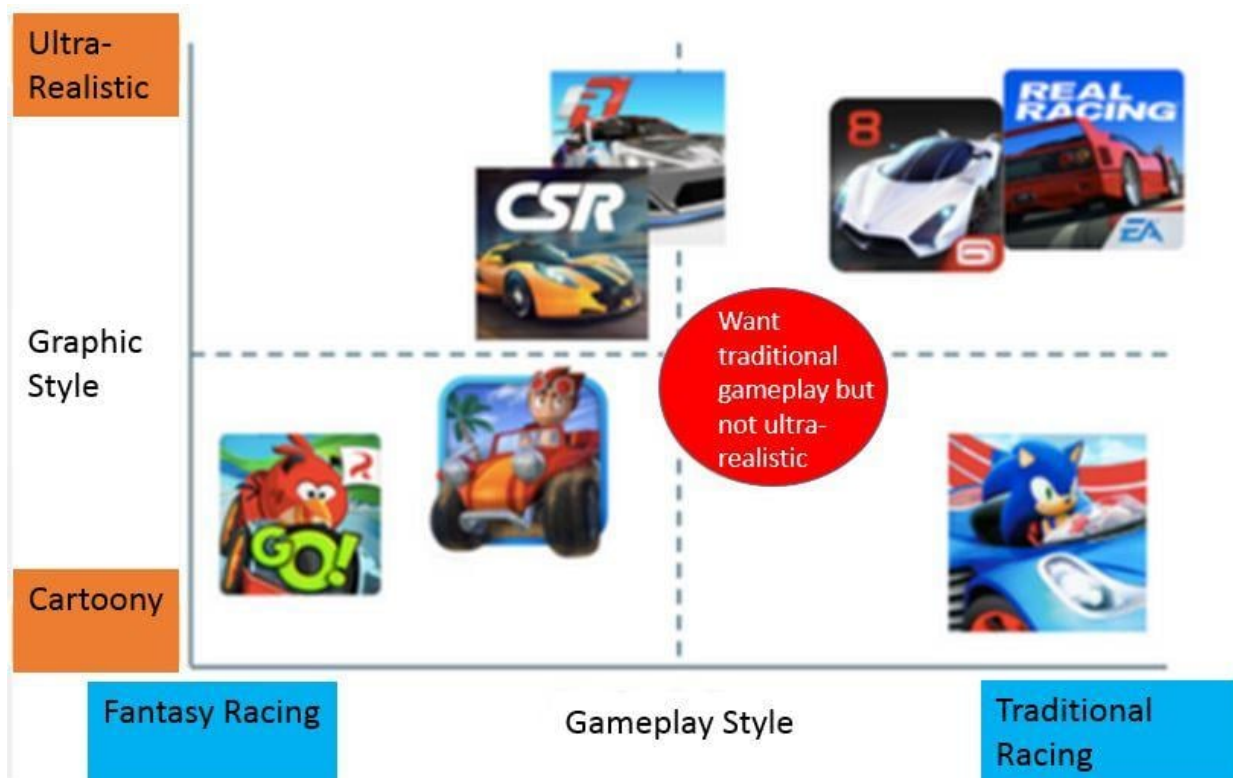 Ultra-
Realistic
REAL
RACING
8
CSR
EA
Want
traditional
gameplay but
not ultra-
realistic
Graphic
Style
GO!
Cartoony
Fantasy Racing
Gameplay Style
Traditional
Racing